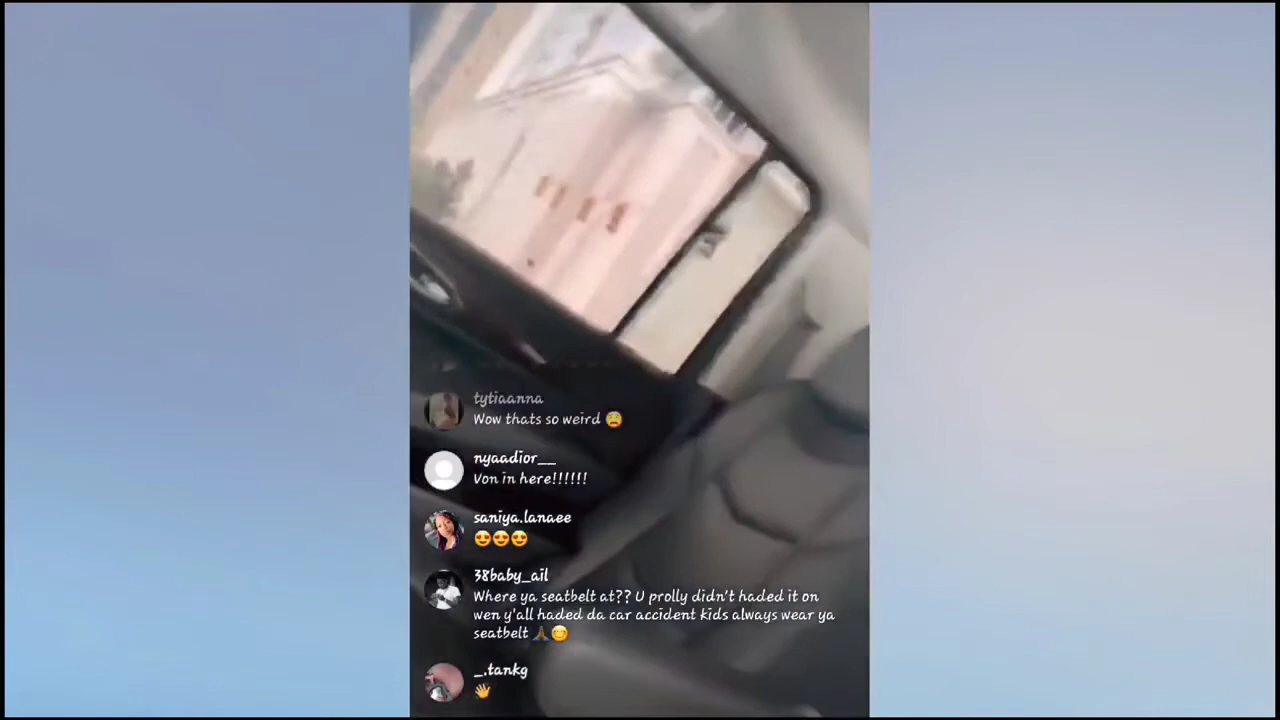 tytiaanna
Wow thats so weird 😩
nyaadior__
Von in here!!!!!!
saniya.lanaee
😍😍😍
38baby_ail
Where ya seatbelt at?? U prolly didn't haded it on
wen y'all haded da car accident kids always wear ya
seatbelt 🙏🏾😋
_.tankg
👋